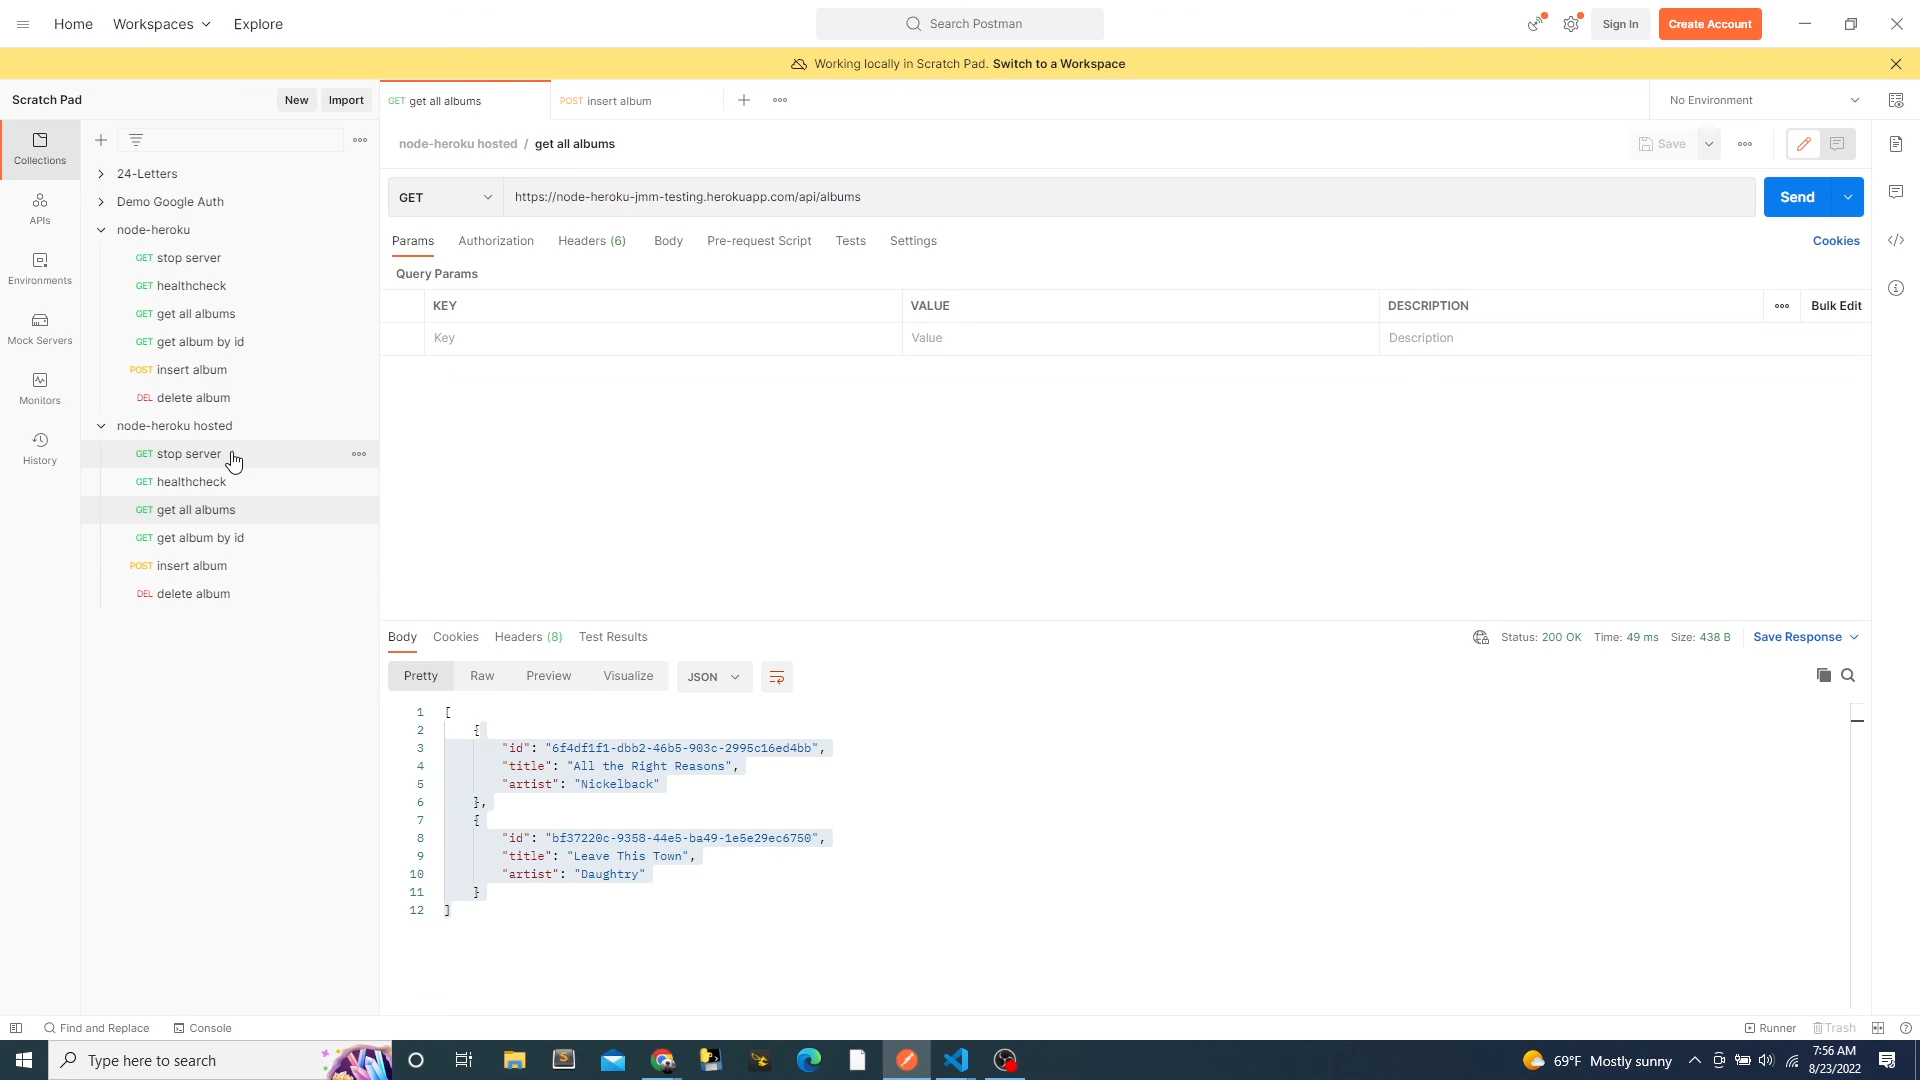 Home Workspaces Explore Search Postman Sign In Create Account
Working locally in Scratch Pad. Switch to a Workspace
Scratch Pad New Import GET get all albums POST insert album No Environment
Collections
APIs
Environments
Mock Servers
Monitors
History
24-Letters
Demo Google Auth
node-heroku
GET stop server
GET healthcheck
GET get all albums
GET get album by id
POST insert album
DEL delete album
node-heroku hosted
GET stop server
GET healthcheck
GET get all albums
GET get album by id
POST insert album
DEL delete album
node-heroku hosted / get all albums Save
GET https://node-heroku-jmm-testing.herokuapp.com/api/albums Send
Params Authorization Headers (6) Body Pre-request Script Tests Settings Cookies
Query Params
KEY VALUE DESCRIPTION Bulk Edit
Key Value Description
Body Cookies Headers (8) Test Results Status: 200 OK Time: 49 ms Size: 438 B Save Response
Pretty Raw Preview Visualize JSON
1 [
2 {
3 "id": "6f4df1f1-dbb2-46b5-903c-2995c16ed4bb",
4 "title": "All the Right Reasons",
5 "artist": "Nickelback"
6 },
7 {
8 "id": "bf37220c-9358-44e5-ba49-1e5e29ec6750",
9 "title": "Leave This Town",
10 "artist": "Daughtry"
11 }
12 ]
Find and Replace Console Runner Trash
Type here to search 69°F Mostly sunny 7:56 AM
8/23/2022